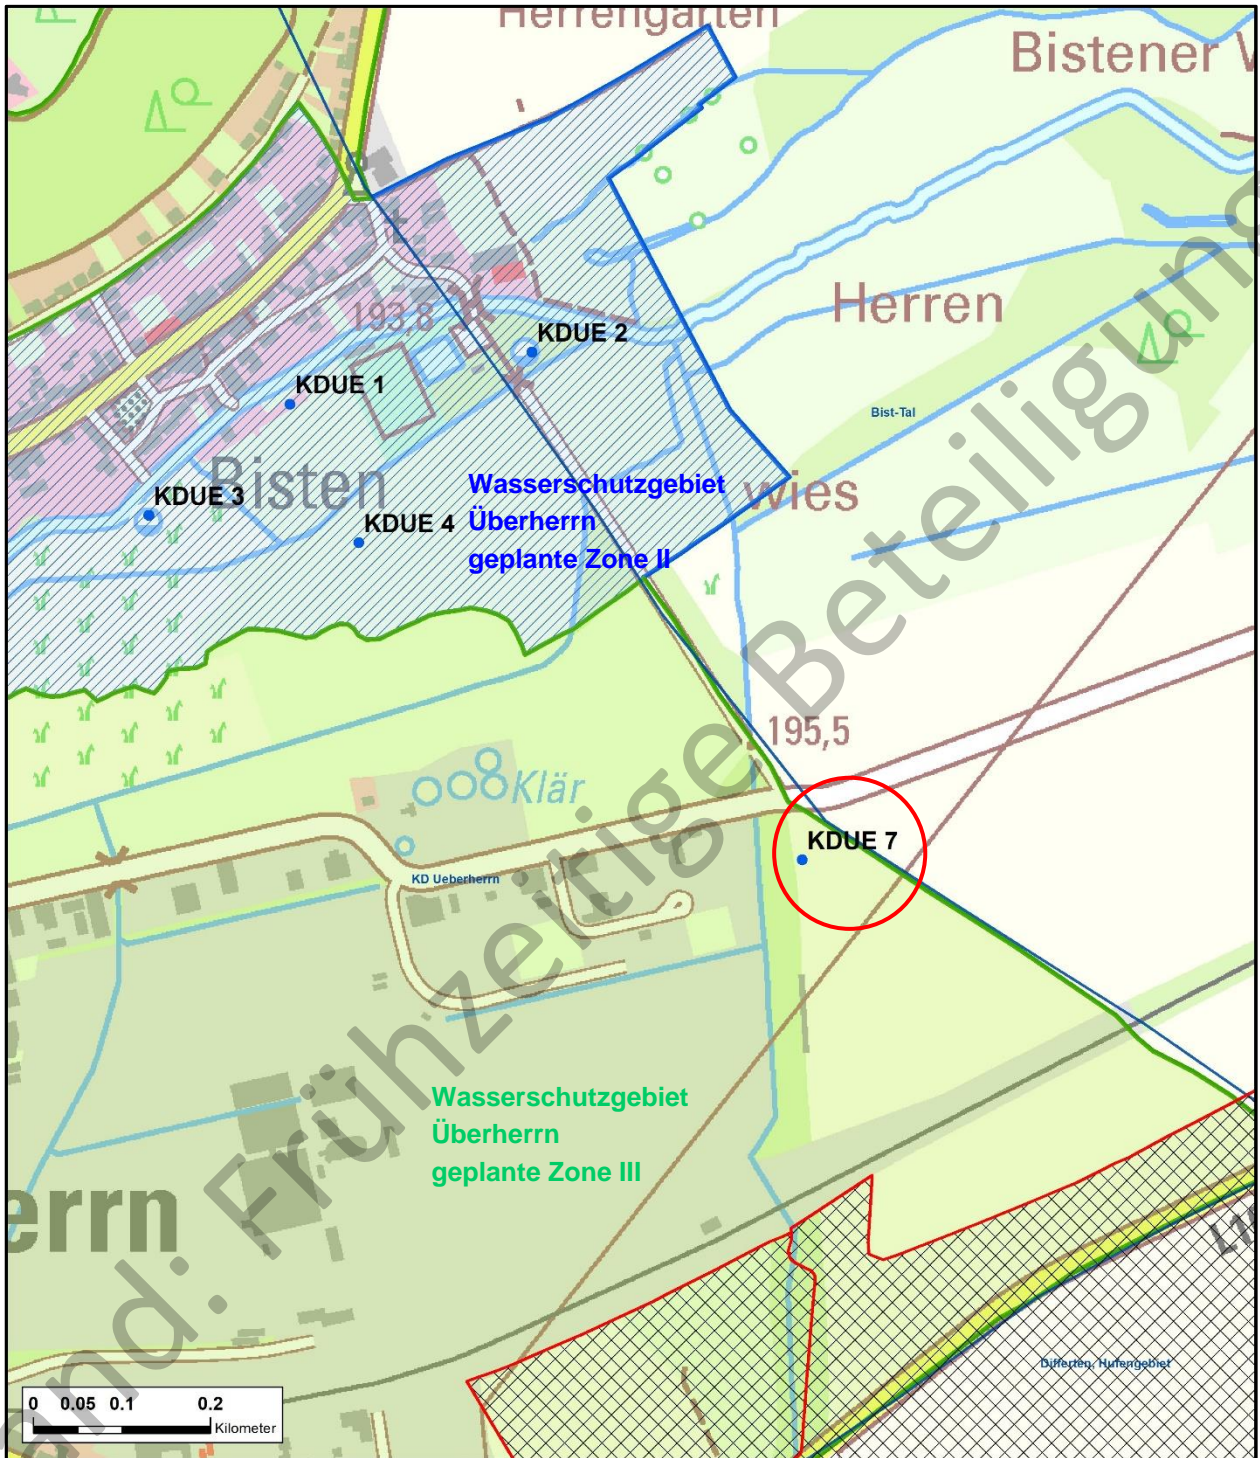 Herrengarten
Bistener W
Herren
193,8
KDUE 2
KDUE 1
Bist-Tal
Bisten
KDUE 3
KDUE 4
Wasserschutzgebiet
Überherrn
geplante Zone II
wies
195,5
Klär
KDUE 7
KD Ueberherrn
Wasserschutzgebiet
Überherrn
geplante Zone III
errn
Differten, Hufengebiet
0 0.05 0.1 0.2
Kilometer
and: Frühzeitige Beteiligung